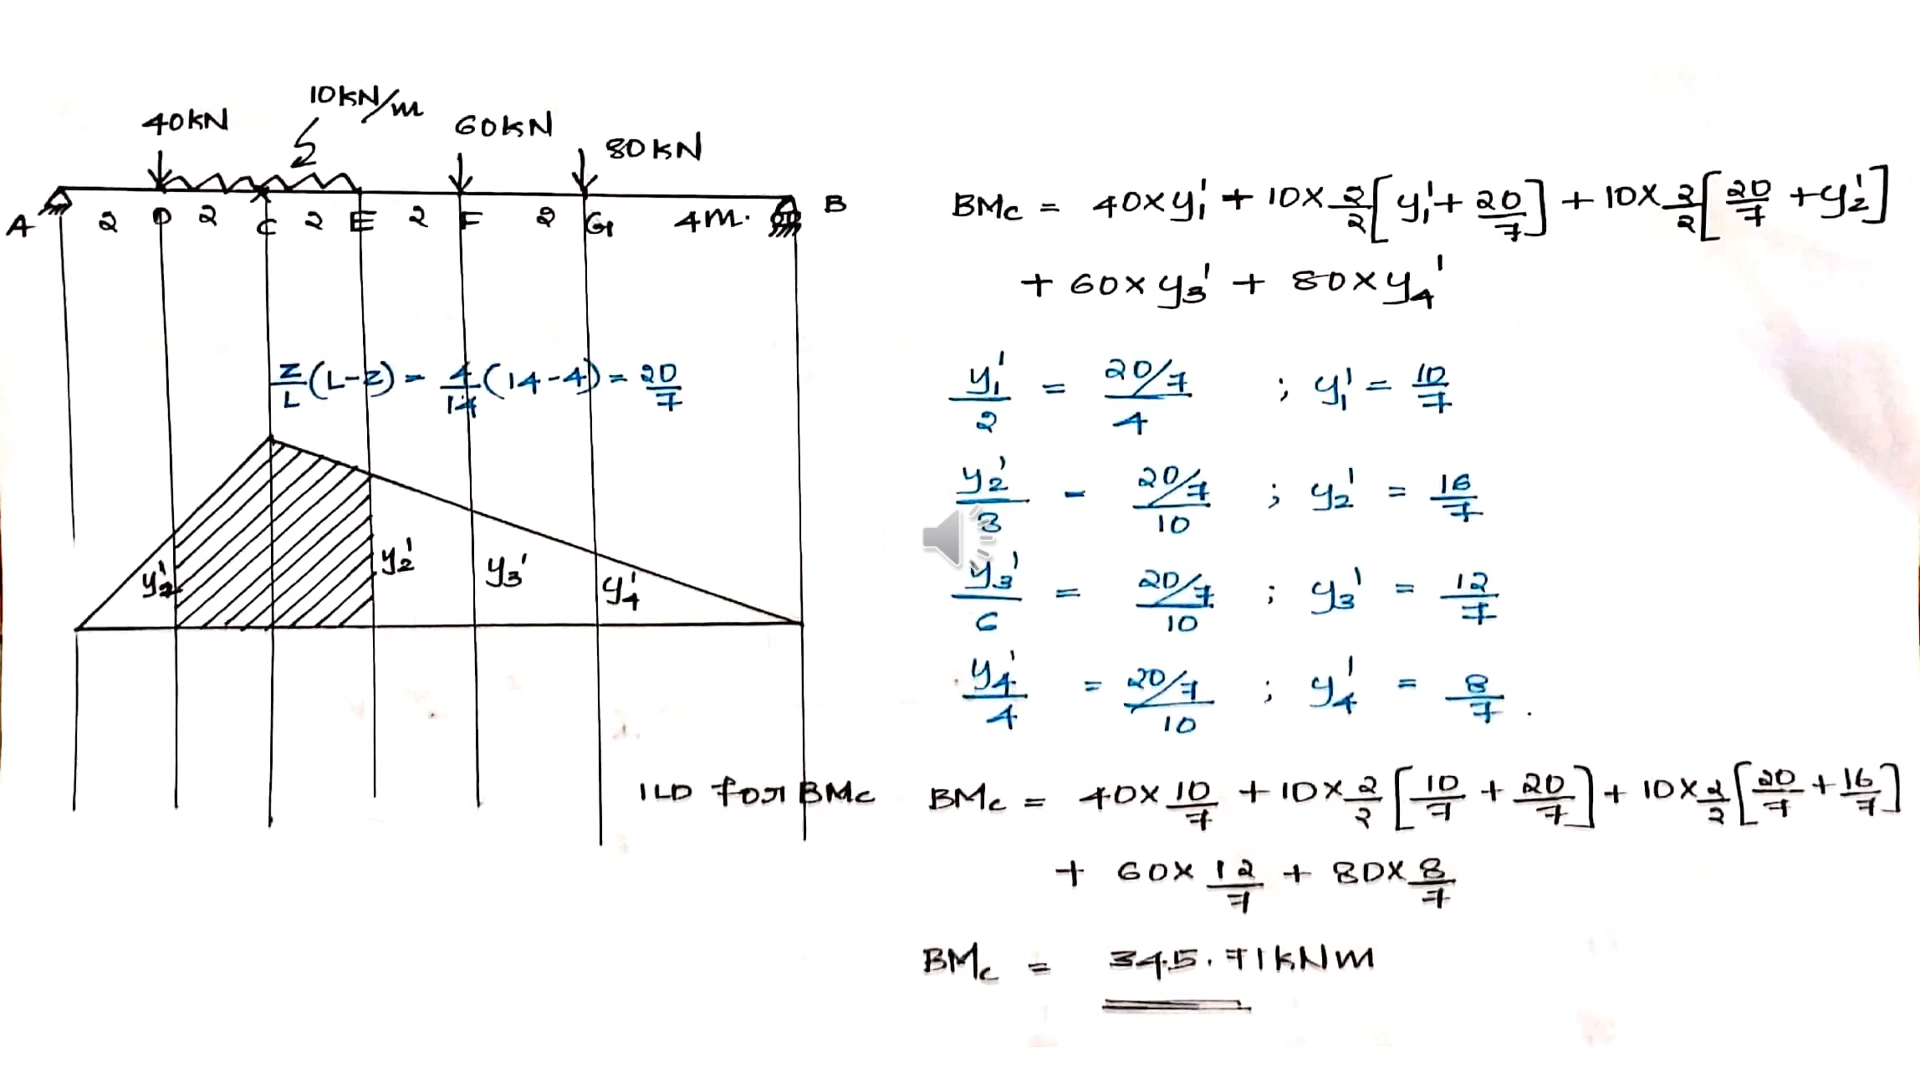 40kN
10kN/m
60kN
80kN
A 2 D 2 C 2 E 2 F 2 G 4m. B
z/L (L-z) = 4/14 (14-4) = 20/7
y2' y2' y3' y4'
ILD for BMc
BMc = 40×y1' + 10×2/2[y1'+20/7] + 10×2/2[20/7+y2']
+ 60×y3' + 80×y4'
y1'/2 = 20/7/4 ; y1' = 10/7
y2'/8 - 20/7/10 ; y2' = 16/7
y3'/6 = 20/7/10 ; y3' = 12/7
y4'/4 = 20/7/10 ; y4' = 8/7 .
BMc = 40×10/7 + 10×2/2[10/7+20/7] + 10×2/2[20/7+16/7]
+ 60×12/7 + 80×8/7
BMc = 345.71kNm